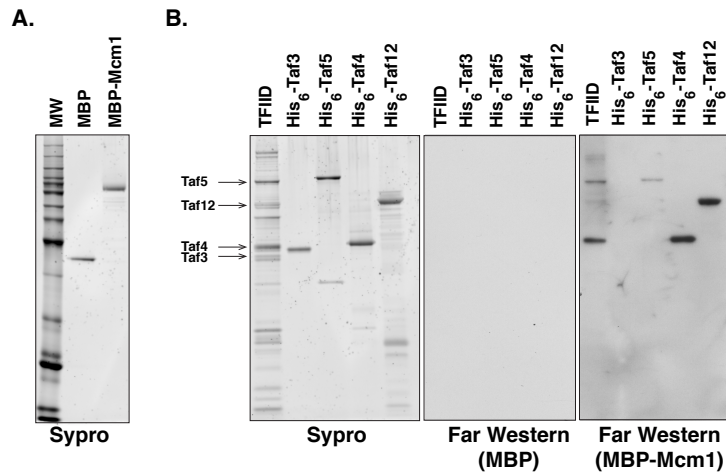 A.
B.
MW
MBP
MBP-Mcm1
TFIID
His6-Taf3
His6-Taf5
His6-Taf4
His6-Taf12
TFIID
His6-Taf3
His6-Taf5
His6-Taf4
His6-Taf12
TFIID
His6-Taf3
His6-Taf5
His6-Taf4
His6-Taf12
Taf5
Taf12
Taf4
Taf3
Sypro
Sypro
Far Western
(MBP)
Far Western
(MBP-Mcm1)